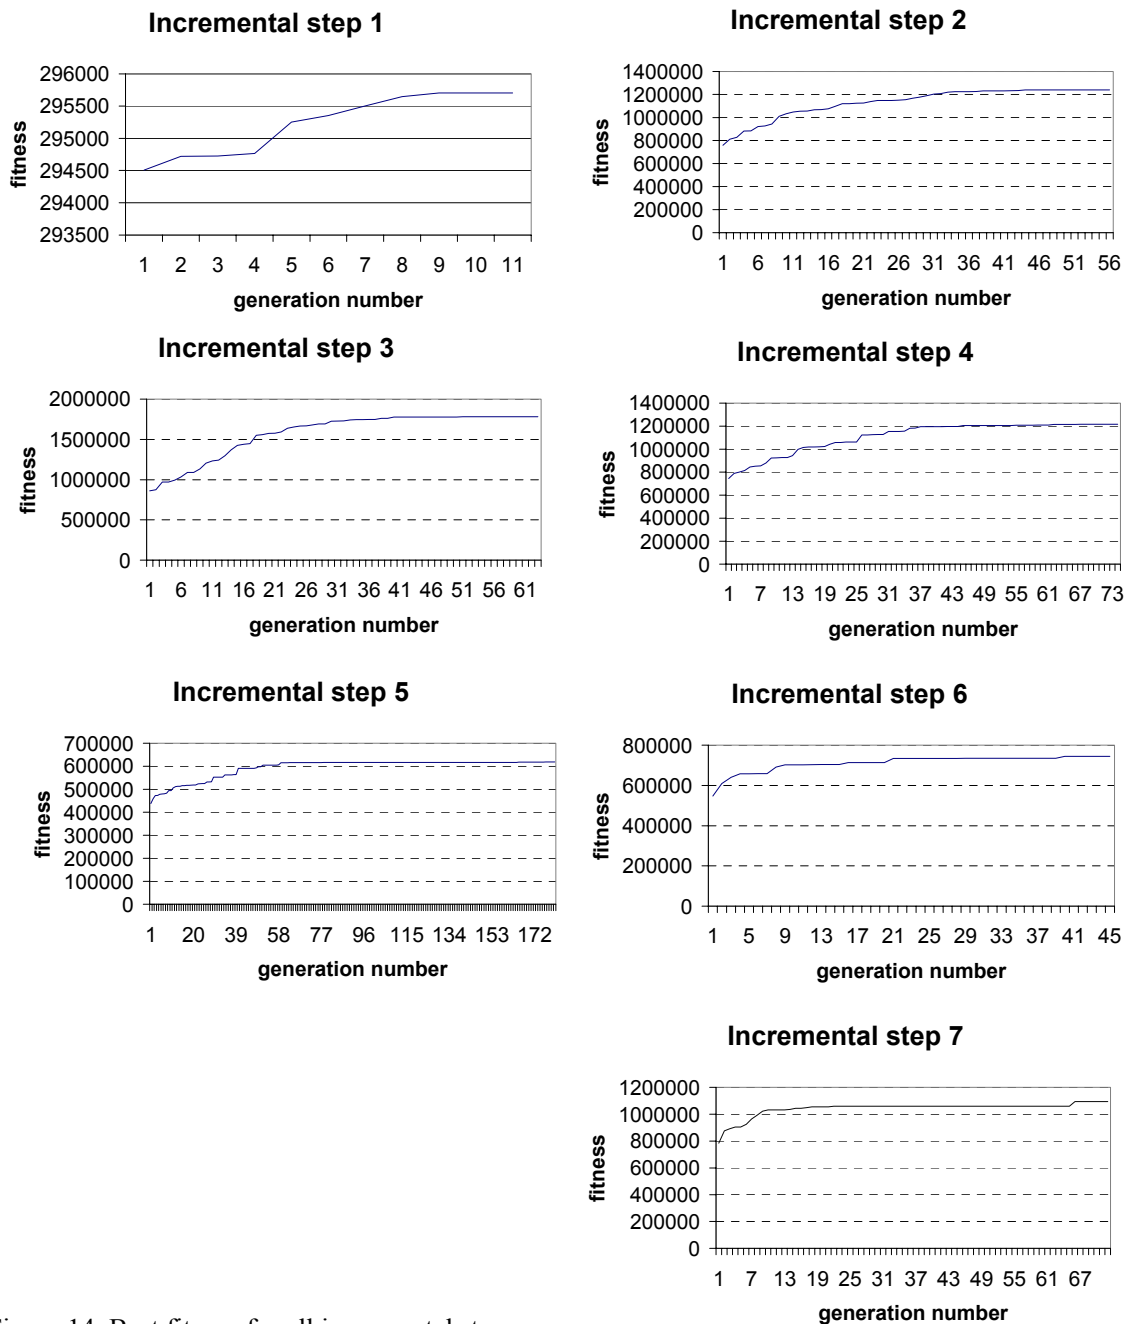 Incremental step 1
296000
295500
295000
294500
294000
293500
fitness
1 2 3 4 5 6 7 8 9 10 11
generation number
Incremental step 2
1400000
1200000
1000000
800000
600000
400000
200000
0
fitness
1 6 11 16 21 26 31 36 41 46 51 56
generation number
Incremental step 3
2000000
1500000
1000000
500000
0
fitness
1 6 11 16 21 26 31 36 41 46 51 56 61
generation number
Incremental step 4
1400000
1200000
1000000
800000
600000
400000
200000
0
fitness
1 7 13 19 25 31 37 43 49 55 61 67 73
generation number
Incremental step 5
700000
600000
500000
400000
300000
200000
100000
0
fitness
1 20 39 58 77 96 115 134 153 172
generation number
Incremental step 6
800000
600000
400000
200000
0
fitness
1 5 9 13 17 21 25 29 33 37 41 45
generation number
Incremental step 7
1200000
1000000
800000
600000
400000
200000
0
fitness
1 7 13 19 25 31 37 43 49 55 61 67
generation number
14